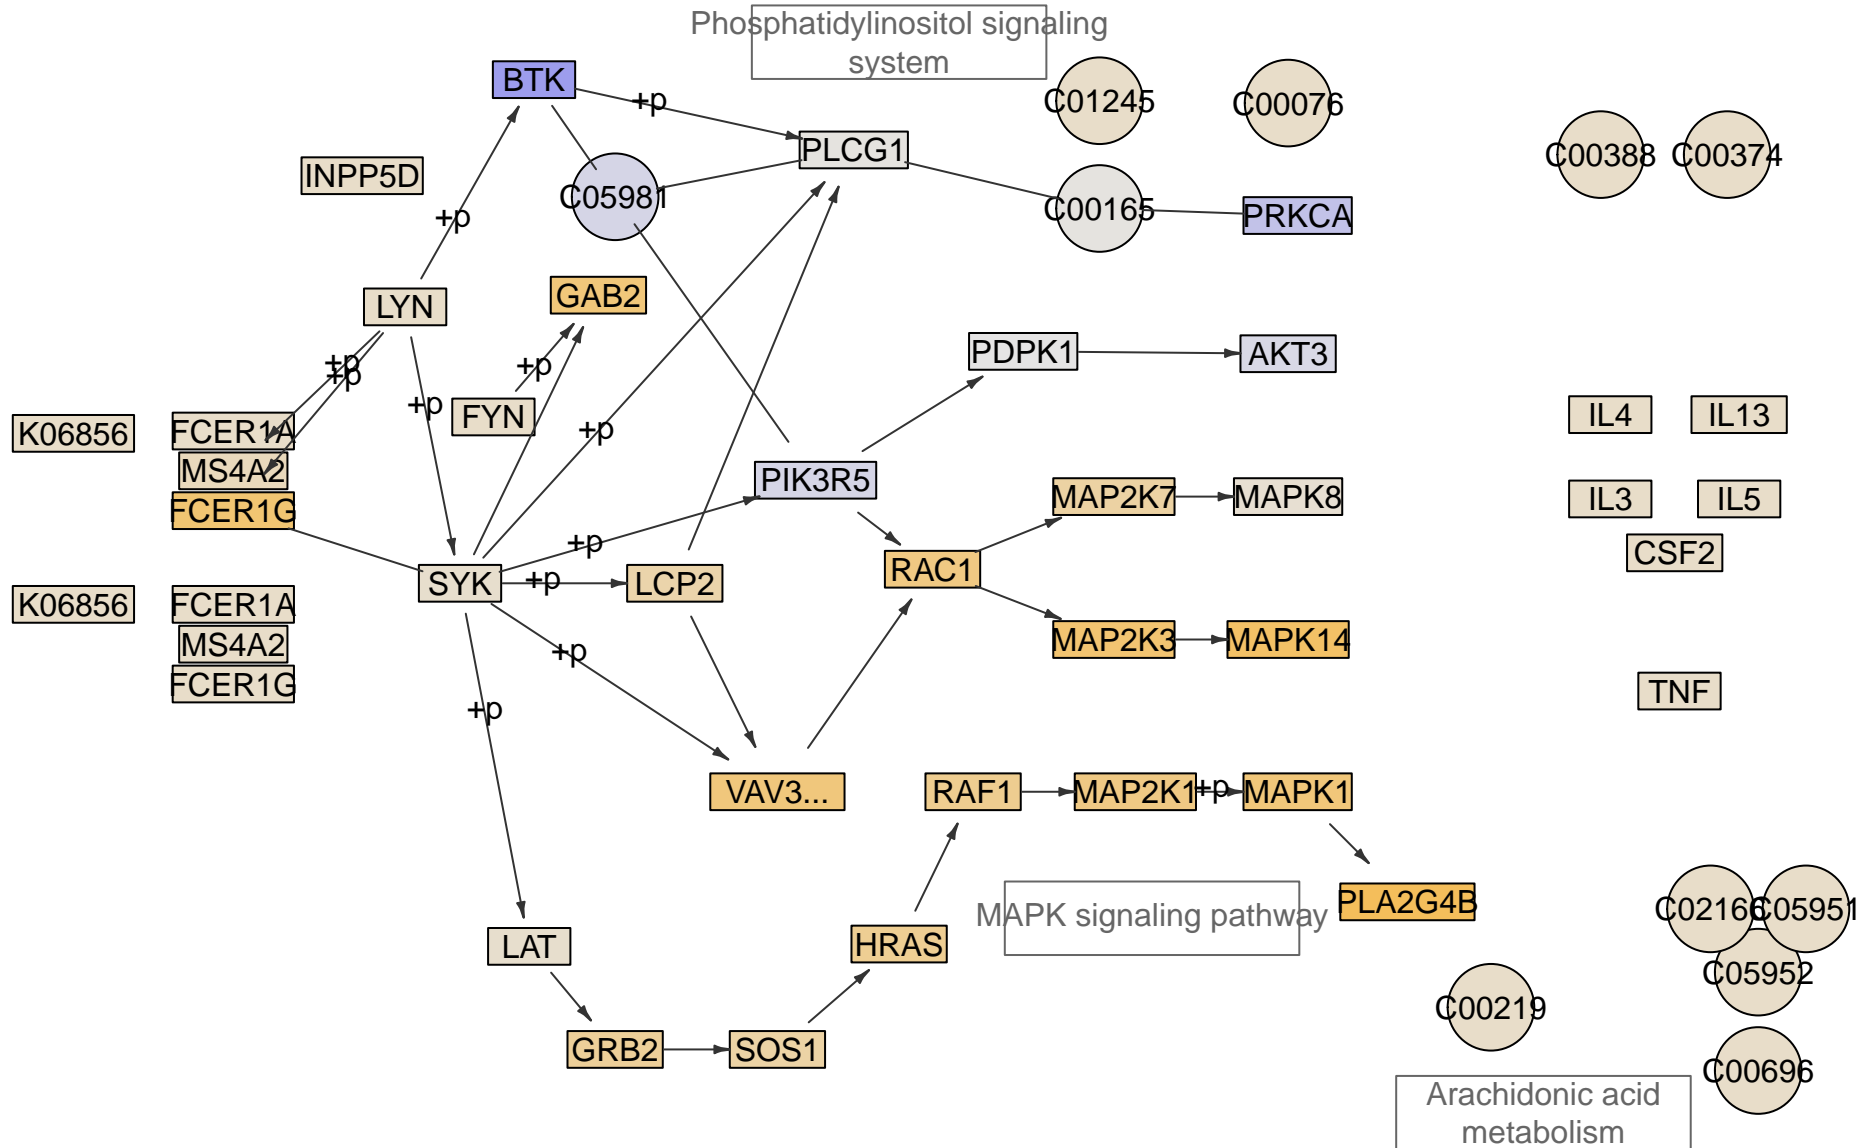 Phosphatidylinositol signaling
system
BTK
+p
C01245
C00076
PLCG1
C00388
C00374
INPP5D
C05981
C00165
PRKCA
+p
LYN
GAB2
PDPK1
AKT3
+p
+p
+p
+p
FYN
+p
IL4
IL13
K06856
FCER1A
MS4A2
FCER1G
PIK3R5
MAP2K7
MAPK8
IL3
IL5
+p
CSF2
SYK
+p
LCP2
RAC1
K06856
FCER1A
MS4A2
FCER1G
+p
MAP2K3
MAPK14
TNF
+p
VAV3...
RAF1
MAP2K1
+p
MAPK1
MAPK signaling pathway
PLA2G4B
C02166
C05951
LAT
HRAS
C05952
C00219
GRB2
SOS1
C00696
Arachidonic acid
metabolism